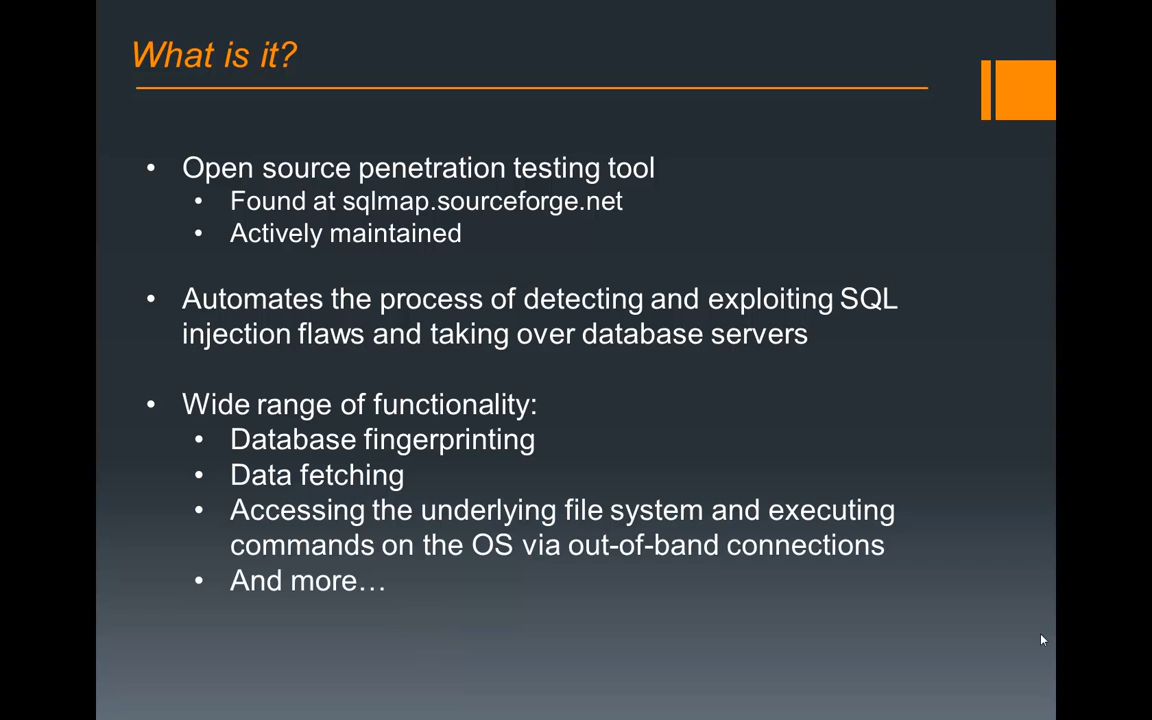 What is it?
• Open source penetration testing tool
• Found at sqlmap.sourceforge.net
• Actively maintained
• Automates the process of detecting and exploiting SQL
injection flaws and taking over database servers
• Wide range of functionality:
• Database fingerprinting
• Data fetching
• Accessing the underlying file system and executing
commands on the OS via out-of-band connections
• And more…